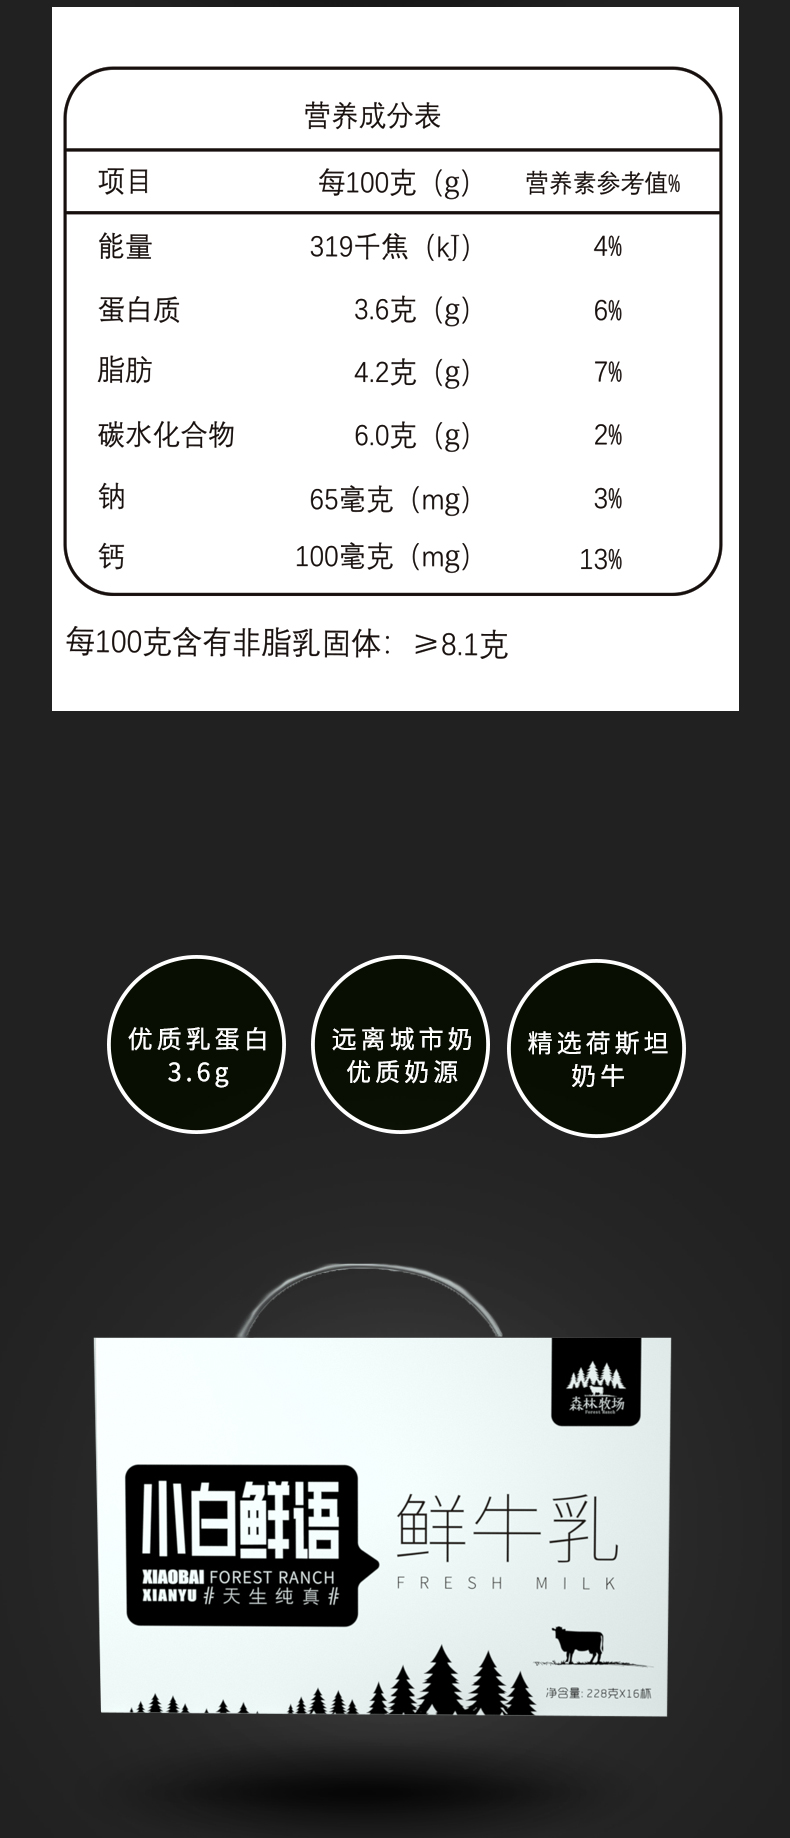 营养成分表
项目 每100克（g） 营养素参考值%
能量 319千焦（kJ） 4%
蛋白质 3.6克（g） 6%
脂肪 4.2克（g） 7%
碳水化合物 6.0克（g） 2%
钠 65毫克（mg） 3%
钙 100毫克（mg） 13%
每100克含有非脂乳固体：≥8.1克
优质乳蛋白
3.6g
远离城市奶
优质奶源
精选荷斯坦
奶牛
森林牧场
Forest Ranch
小白鲜语
XIAOBAI FOREST RANCH
XIANYU #天生纯真#
鲜牛乳
FRESH MILK
净含量:228克X16杯